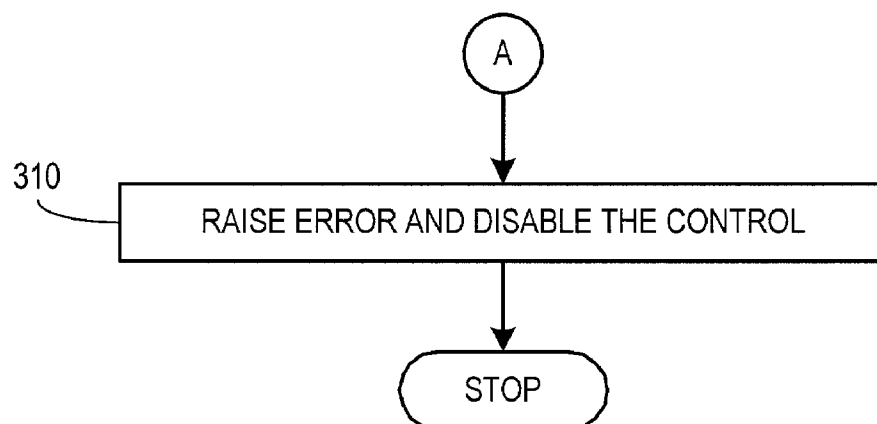 A
310
RAISE ERROR AND DISABLE THE CONTROL
STOP